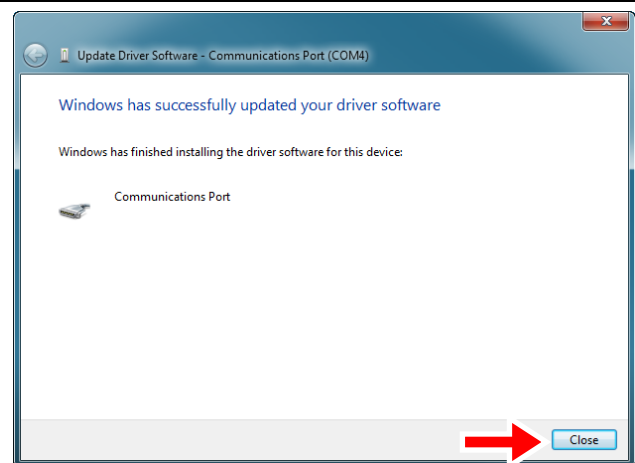 Update Driver Software - Communications Port (COM4)
Windows has successfully updated your driver software
Windows has finished installing the driver software for this device:
Communications Port
Close